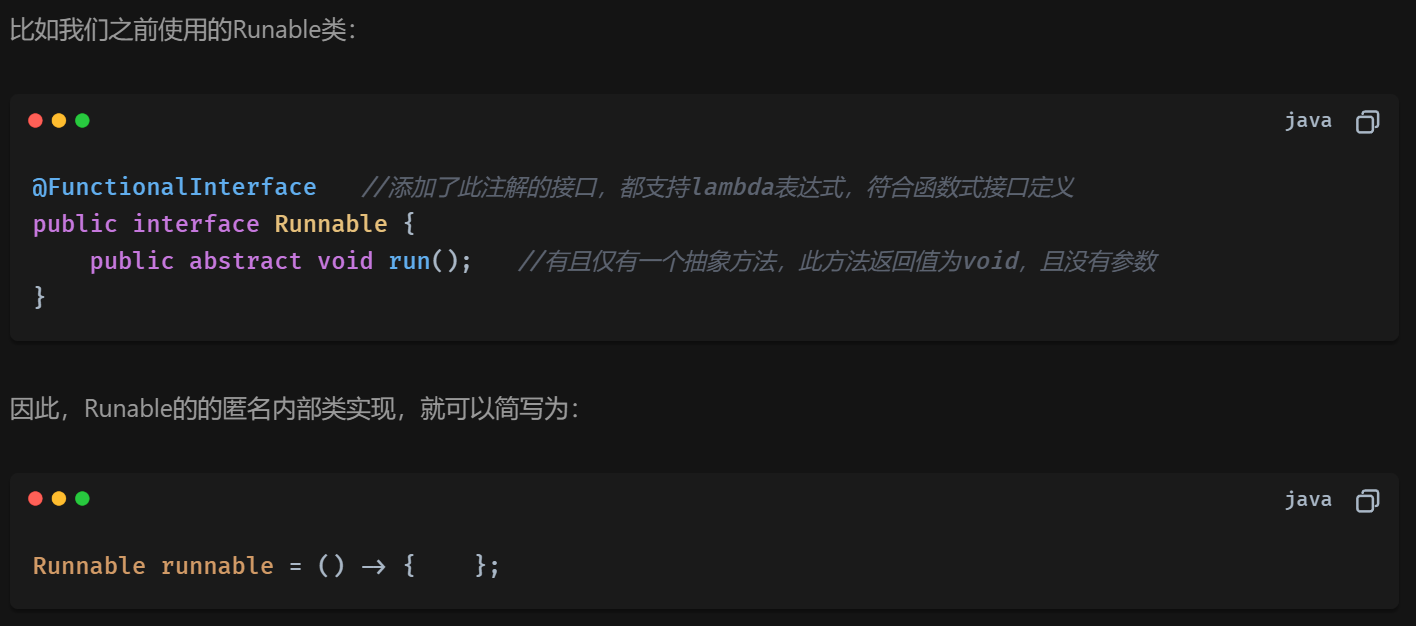 比如我们之前使用的Runable类：
java
@FunctionalInterface   //添加了此注解的接口，都支持lambda表达式，符合函数式接口定义
public interface Runnable {
    public abstract void run();   //有且仅有一个抽象方法，此方法返回值为void，且没有参数
}
因此，Runable的的匿名内部类实现，就可以简写为：
java
Runnable runnable = () -> {    };